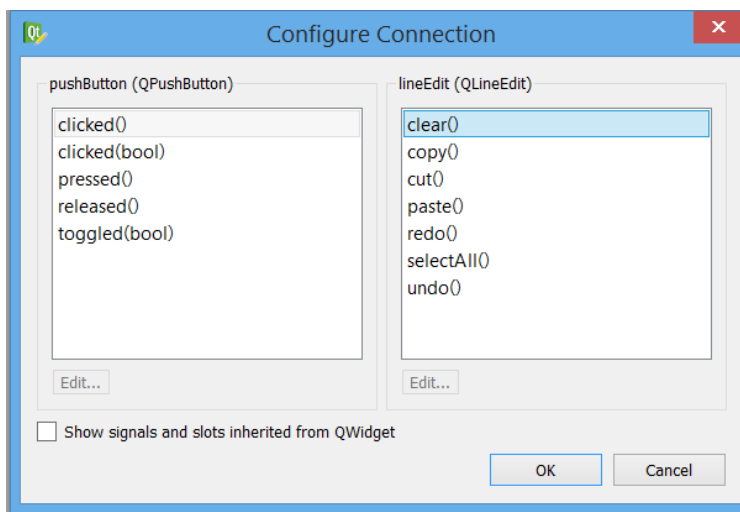 Qt
Configure Connection
x
pushButton (QPushButton)
clicked()
clicked(bool)
pressed()
released()
toggled(bool)
Edit...
lineEdit (QLineEdit)
clear()
copy()
cut()
paste()
redo()
selectAll()
undo()
Edit...
Show signals and slots inherited from QWidget
OK
Cancel